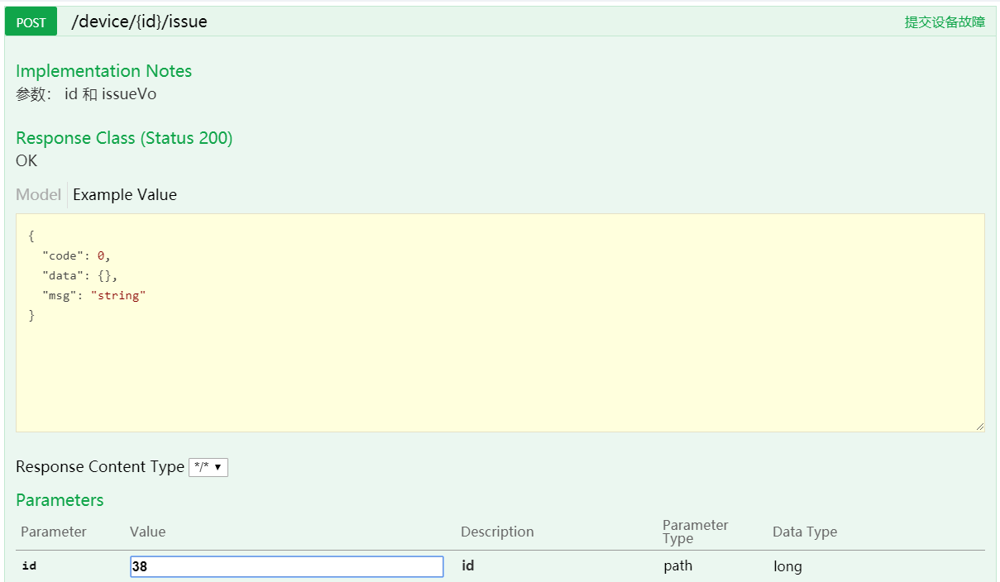 POST /device/{id}/issue 提交设备故障
Implementation Notes
参数： id 和 issueVo
Response Class (Status 200)
OK
Model Example Value
{
"code": 0,
"data": {},
"msg": "string"
}
Response Content Type */* ▼
Parameters
Parameter Value Description Parameter Type Data Type
id 38 id path long